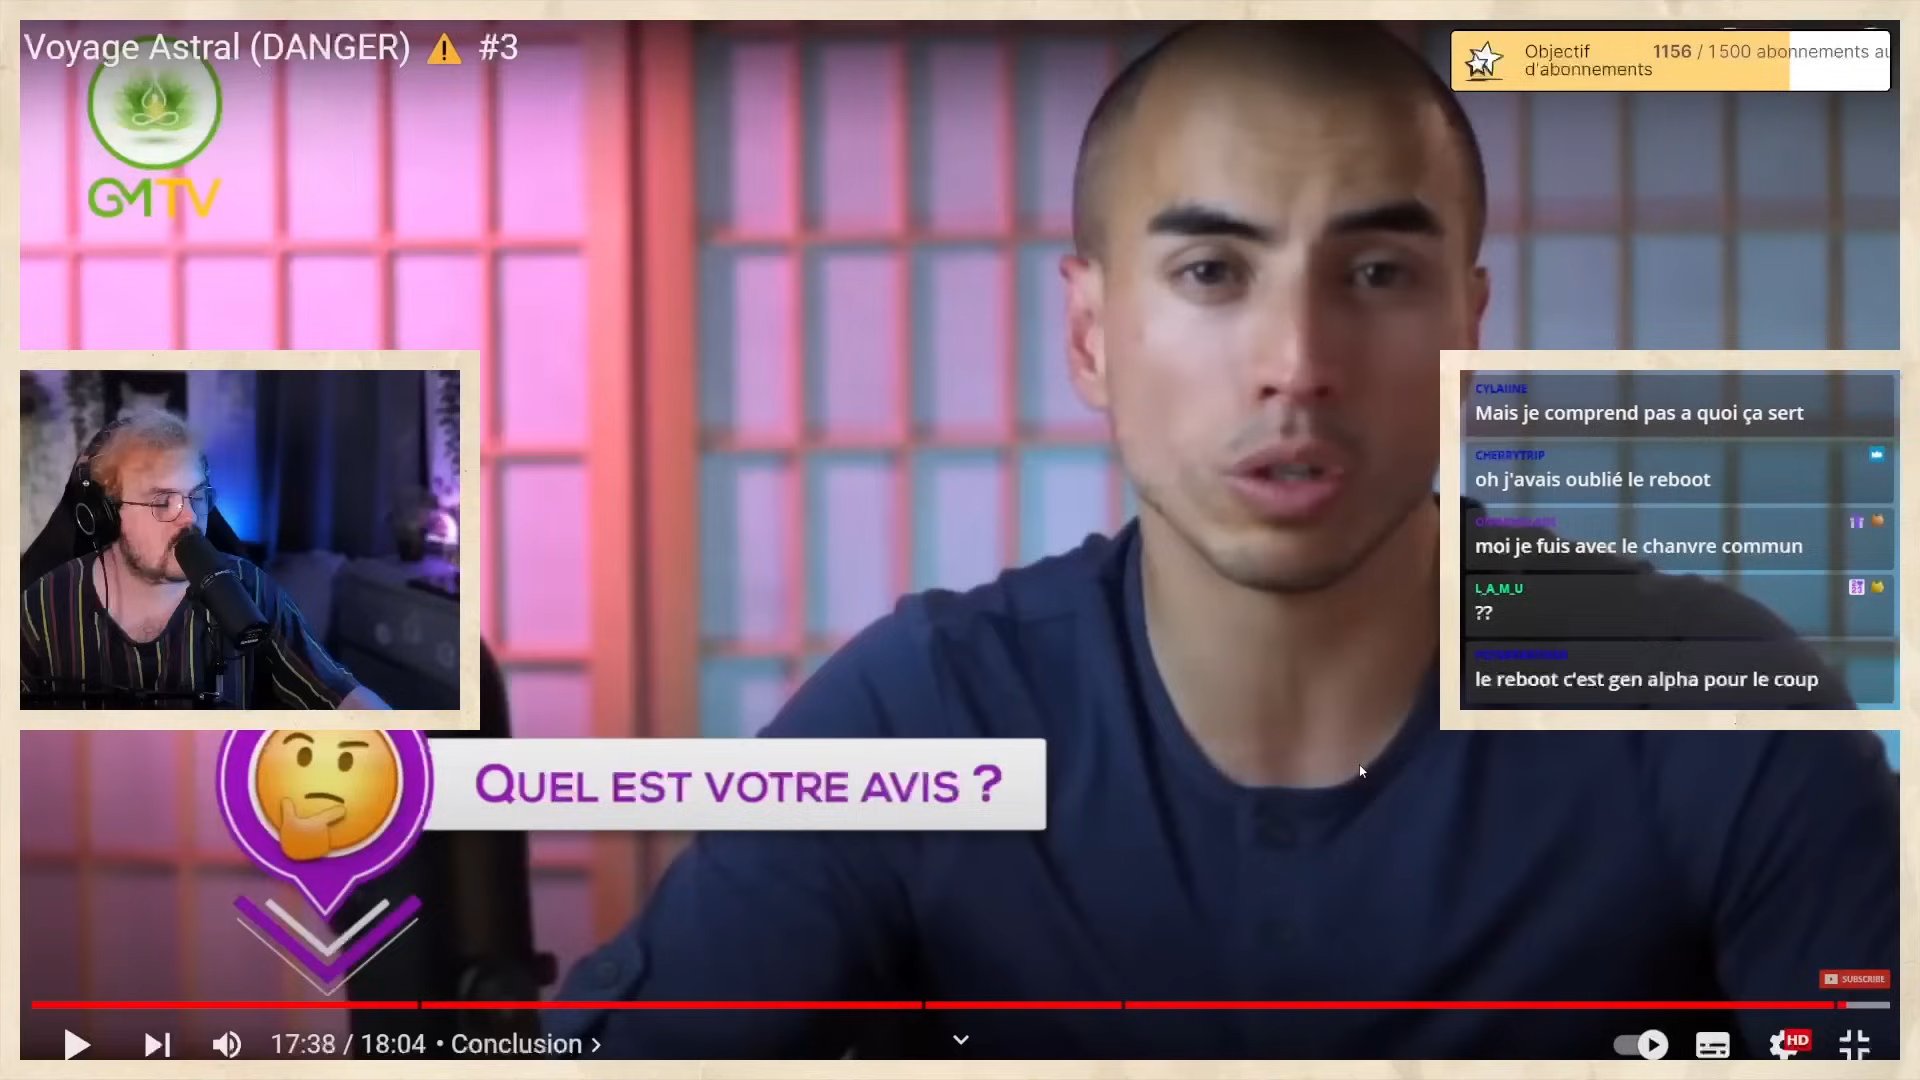 Voyage Astral (DANGER) ⚠ #3
GMTV
Objectif
d'abonnements
1156 / 1500 abonnements au
CYLAIINE
Mais je comprend pas a quoi ça sert
CHERRYTRIP
oh j'avais oublié le reboot
moi je fuis avec le chanvre commun
L_A_M_U
??
le reboot c'est gen alpha pour le coup
QUEL EST VOTRE AVIS ?
SUBSCRIBE
17:38 / 18:04 • Conclusion ›
HD